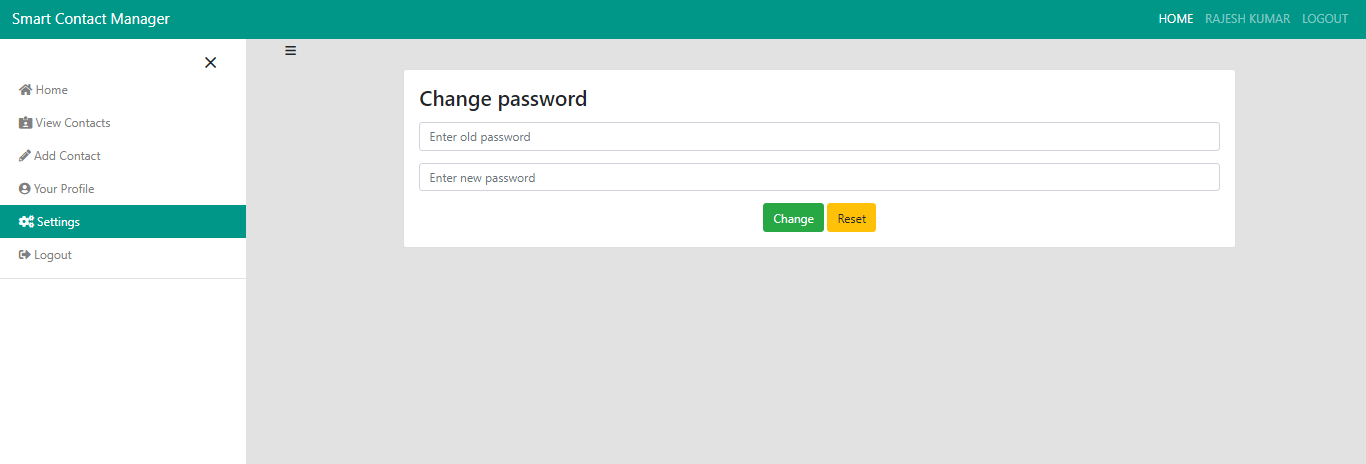 Smart Contact Manager
HOME RAJESH KUMAR LOGOUT
Home
View Contacts
Add Contact
Your Profile
Settings
Logout
Change password
Enter old password
Enter new password
Change Reset